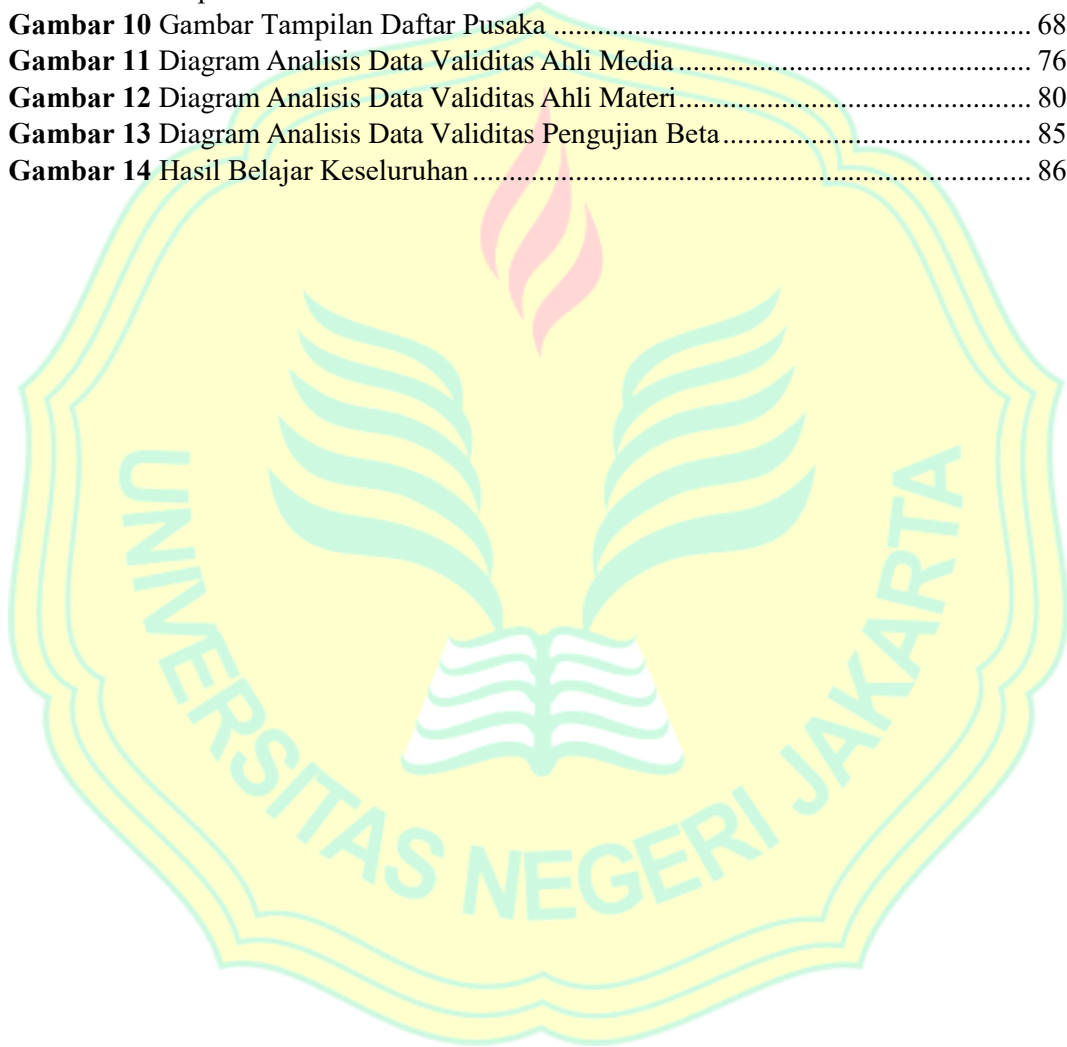 Gambar 10 Gambar Tampilan Daftar Pusaka ........................................................................ 68
Gambar 11 Diagram Analisis Data Validitas Ahli Media ................................................ 76
Gambar 12 Diagram Analisis Data Validitas Ahli Materi ................................................ 80
Gambar 13 Diagram Analisis Data Validitas Pengujian Beta .......................................... 85
Gambar 14 Hasil Belajar Keseluruhan ............................................................................ 86
UNIVERSITAS NEGERI JAKARTA